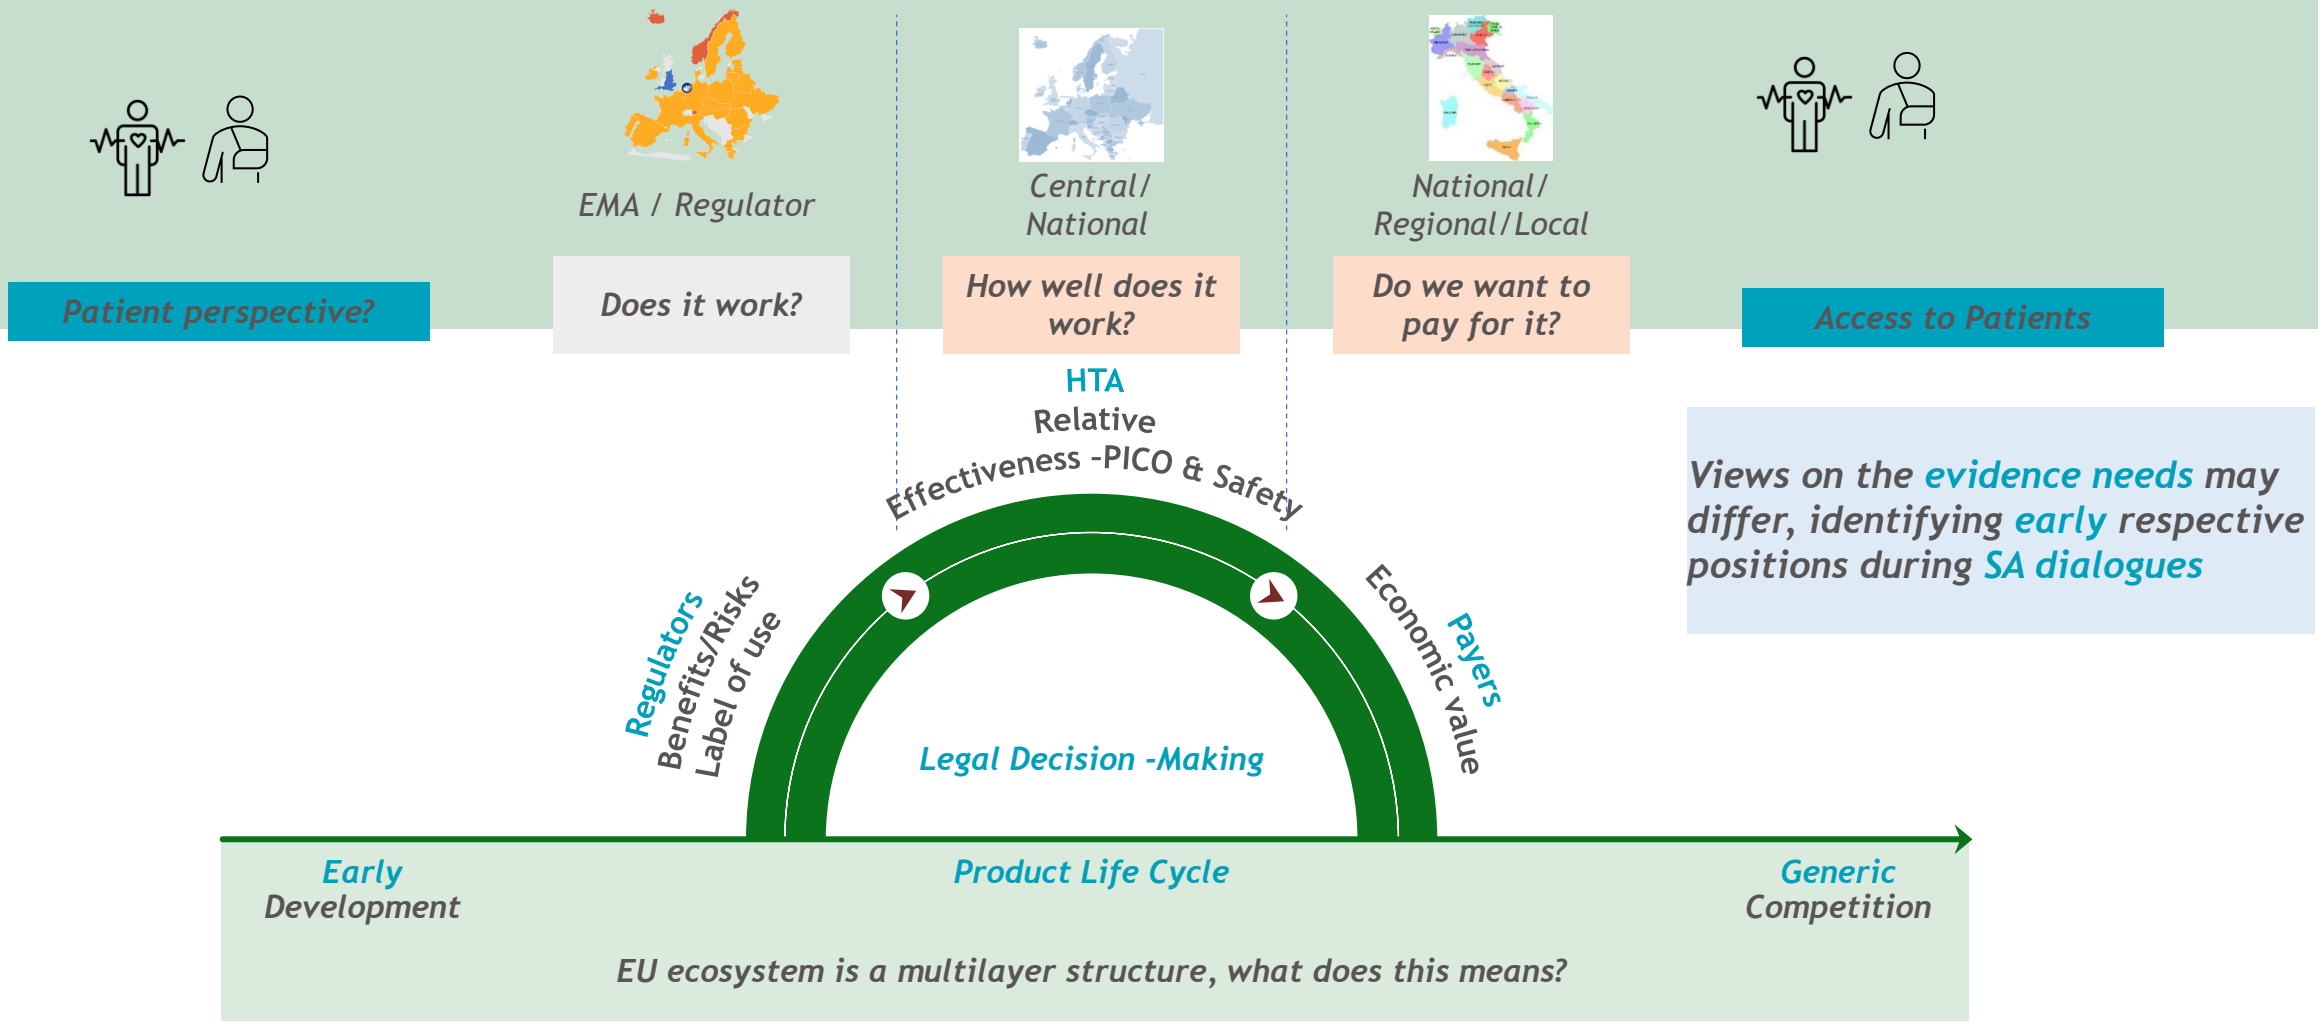 EMA / Regulator
Central/
National
National/
Regional/Local
Patient perspective?
Does it work?
How well does it
work?
Do we want to
pay for it?
Access to Patients
HTA
Relative
Effectiveness -PICO & Safety
Regulators
Benefits/Risks
Label of use
Payers
Economic value
Views on the evidence needs may
differ, identifying early respective
positions during SA dialogues
Legal Decision -Making
Early
Development
Product Life Cycle
Generic
Competition
EU ecosystem is a multilayer structure, what does this means?